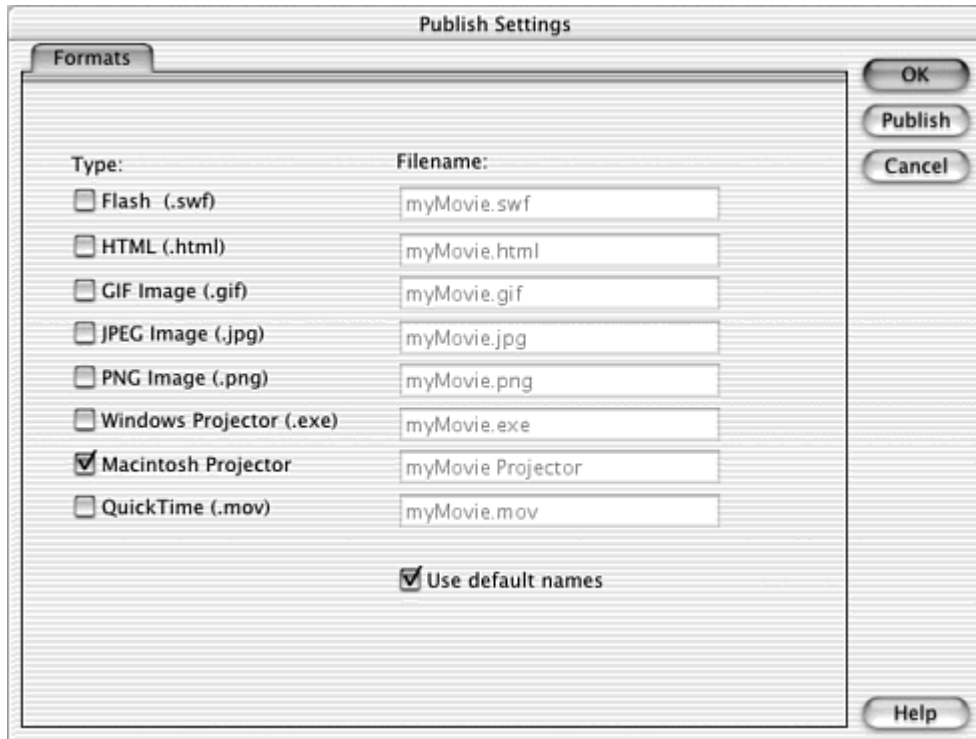 Publish Settings
Formats
OK
Publish
Cancel
Type: Filename:
Flash (.swf) myMovie.swf
HTML (.html) myMovie.html
GIF Image (.gif) myMovie.gif
JPEG Image (.jpg) myMovie.jpg
PNG Image (.png) myMovie.png
Windows Projector (.exe) myMovie.exe
Macintosh Projector myMovie Projector
QuickTime (.mov) myMovie.mov
Use default names
Help